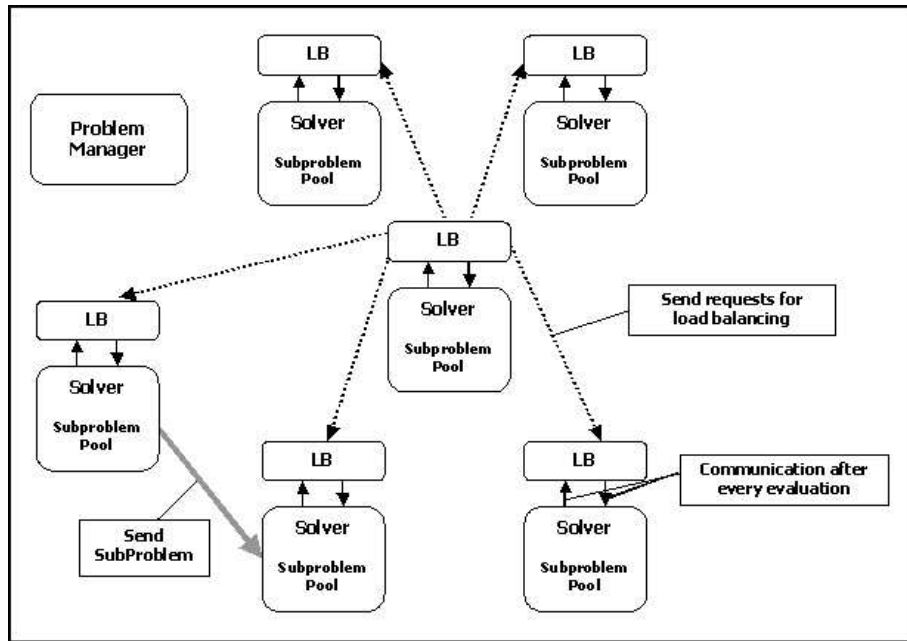 LB
Solver
Subproblem
Pool
LB
Solver
Subproblem
Pool
Problem
Manager
LB
Solver
Subproblem
Pool
Send requests for
load balancing
LB
Solver
Subproblem
Pool
LB
Solver
Subproblem
Pool
LB
Solver
Subproblem
Pool
Communication after
every evaluation
Send
SubProblem